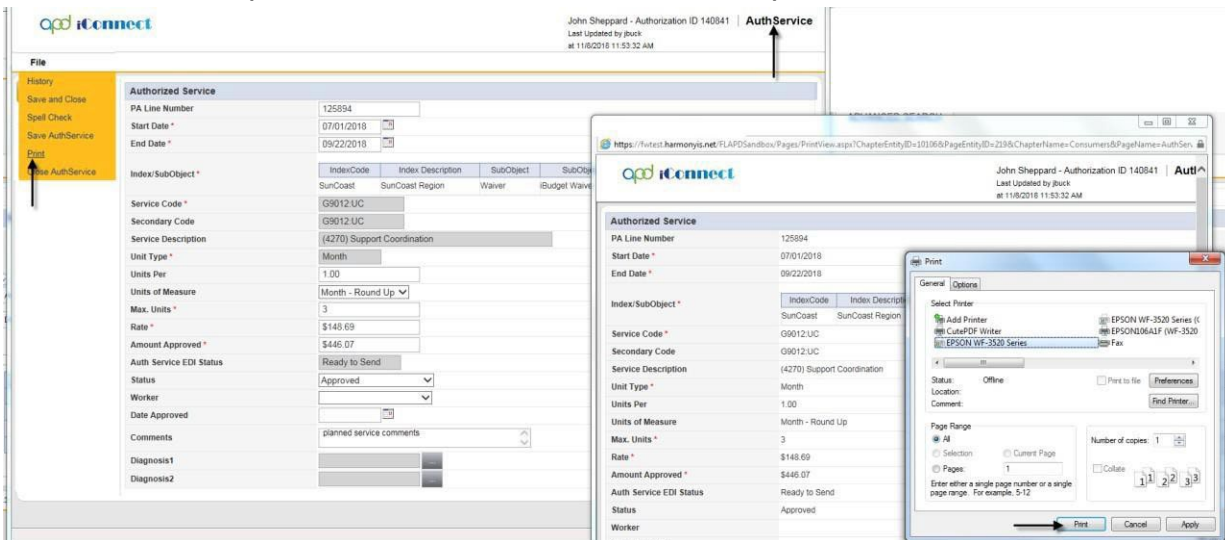 apd iConnect
John Sheppard - Authorization ID 140841 | AuthService
Last Updated by jbuck
at 11/8/2018 11:53:32 AM
File
History
Save and Close
Spell Check
Save AuthService
Print
Close AuthService
Authorized Service
PA Line Number 125894
Start Date * 07/01/2018
End Date * 09/22/2018
Index/SubObject * IndexCode Index Description SubObject SubObj
SunCoast SunCoast Region Waiver iBudget Waive
Service Code * G9012:UC
Secondary Code G9012:UC
Service Description (4270) Support Coordination
Unit Type * Month
Units Per 1.00
Units of Measure Month - Round Up
Max. Units * 3
Rate * $148.69
Amount Approved * $446.07
Auth Service EDI Status Ready to Send
Status Approved
Worker
Date Approved
Comments planned service comments
Diagnosis1 ...
Diagnosis2 ...
ADVANCED SEARCH
https://fwtest.harmonyis.net/FLAPDSandbox/Pages/PrintView.aspx?ChapterEntityID=10106&PageEntityID=219&ChapterName=Consumers&PageName=AuthServ
apd iConnect
John Sheppard - Authorization ID 140841 | Autl
Last Updated by jbuck
at 11/8/2018 11:53:32 AM
Authorized Service
PA Line Number 125894
Start Date * 07/01/2018
End Date * 09/22/2018
Index/SubObject * IndexCode Index Descripti
SunCoast SunCoast Region
Service Code * G9012:UC
Secondary Code G9012:UC
Service Description (4270) Support Coordination
Unit Type * Month
Units Per 1.00
Units of Measure Month - Round Up
Max. Units * 3
Rate * $148.69
Amount Approved * $446.07
Auth Service EDI Status Ready to Send
Status Approved
Worker
Print
General Options
Select Printer
Add Printer EPSON WF-3520 Series (C
CutePDF Writer EPSON106A1F (WF-3520
EPSON WF-3520 Series Fax
Status: Offline Print to file Preferences
Location:
Comment: Find Printer...
Page Range
All Number of copies: 1
Selection Current Page
Pages: 1 Collate
Enter either a single page number or a single
page range. For example, 5-12
1 1 2 2 3 3
Print Cancel Apply